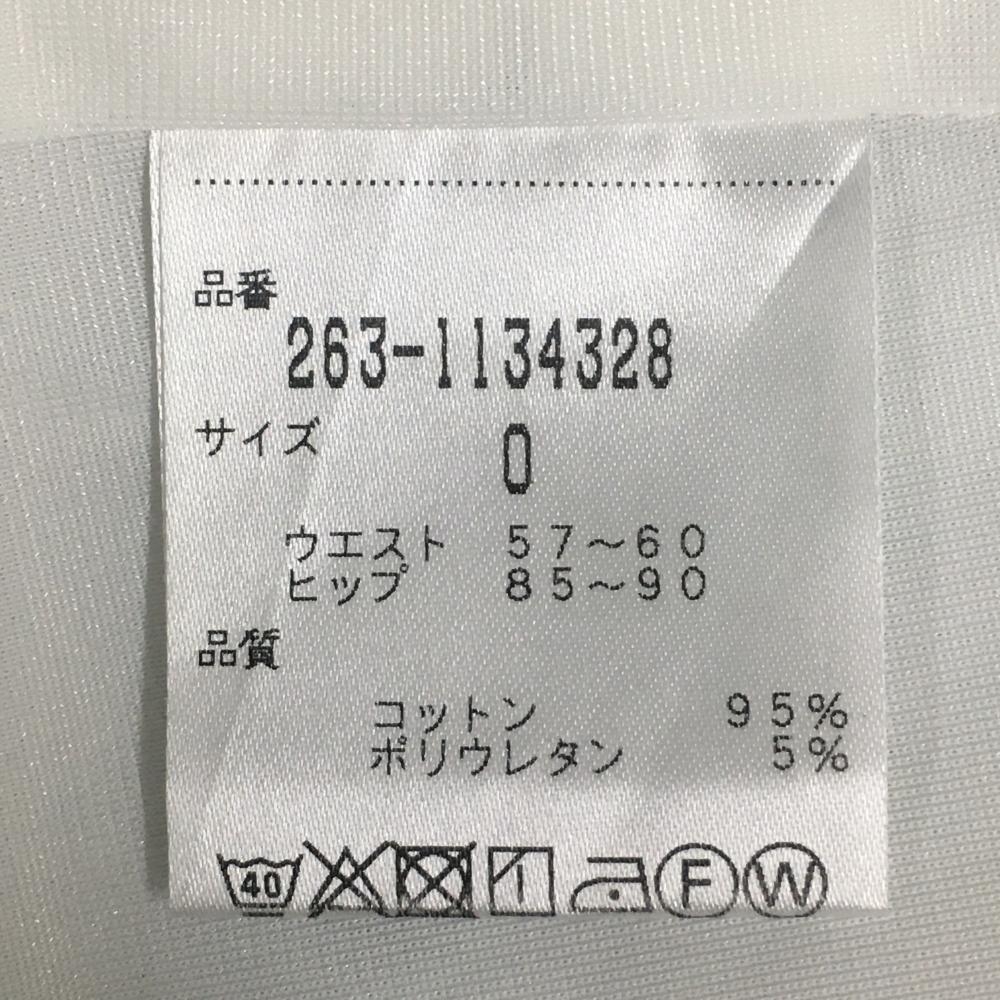 品番
263-1134328
サイズ 0
ウエスト 57～60
ヒップ 85～90
品質
コットン 95%
ポリウレタン 5%
40 F W